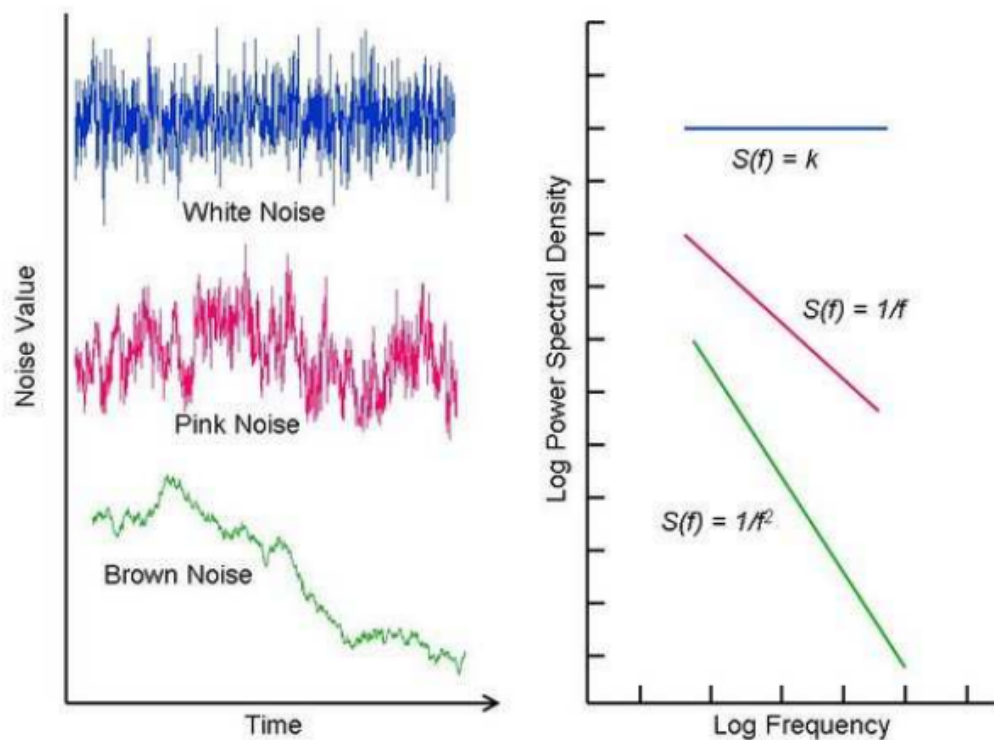 Noise Value
White Noise
Pink Noise
Brown Noise
Time
Log Power Spectral Density
S(f) = k
S(f) = 1/f
S(f) = 1/f²
Log Frequency